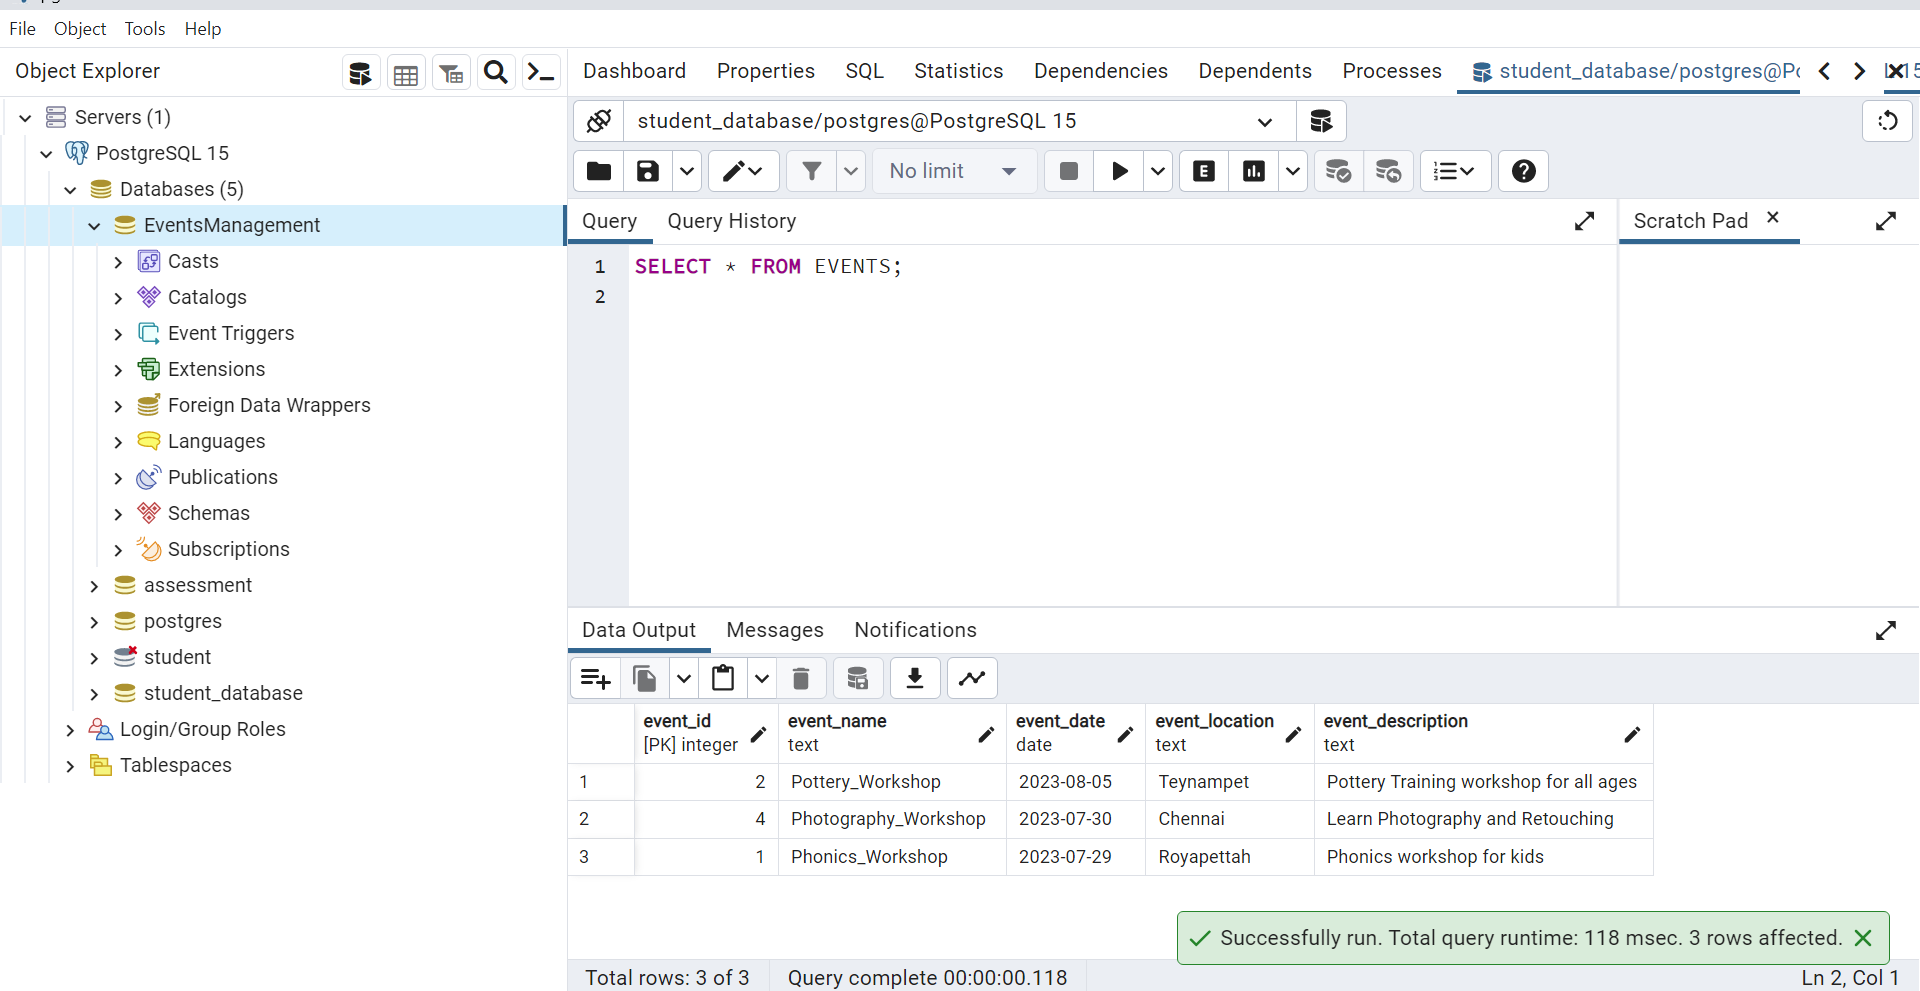 File Object Tools Help
Object Explorer
Dashboard Properties SQL Statistics Dependencies Dependents Processes student_database/postgres@Po
Servers (1)
PostgreSQL 15
Databases (5)
EventsManagement
Casts
Catalogs
Event Triggers
Extensions
Foreign Data Wrappers
Languages
Publications
Schemas
Subscriptions
assessment
postgres
student
student_database
Login/Group Roles
Tablespaces
student_database/postgres@PostgreSQL 15
No limit
E
Query Query History
Scratch Pad
1 SELECT * FROM EVENTS;
2
Data Output Messages Notifications
event_id event_name event_date event_location event_description
[PK] integer text date text text
1 2 Pottery_Workshop 2023-08-05 Teynampet Pottery Training workshop for all ages
2 4 Photography_Workshop 2023-07-30 Chennai Learn Photography and Retouching
3 1 Phonics_Workshop 2023-07-29 Royapettah Phonics workshop for kids
Successfully run. Total query runtime: 118 msec. 3 rows affected.
Total rows: 3 of 3 Query complete 00:00:00.118 Ln 2, Col 1